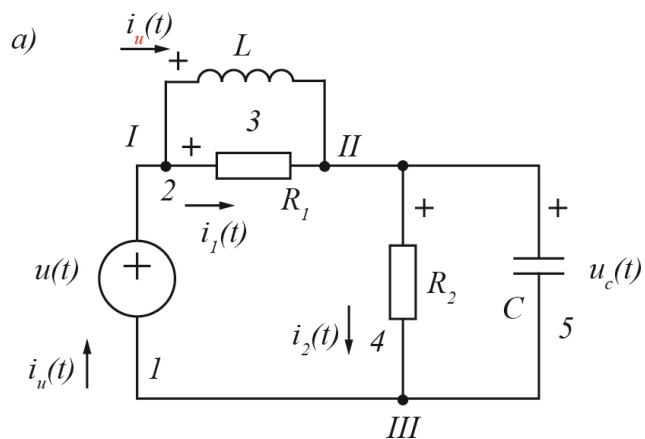 a)
i_u(t)
+
L
3
I
+
II
2
R_1
+
+
i_1(t)
u(t)
+
R_2
u_c(t)
C
i_2(t)
4
5
i_u(t)
1
III